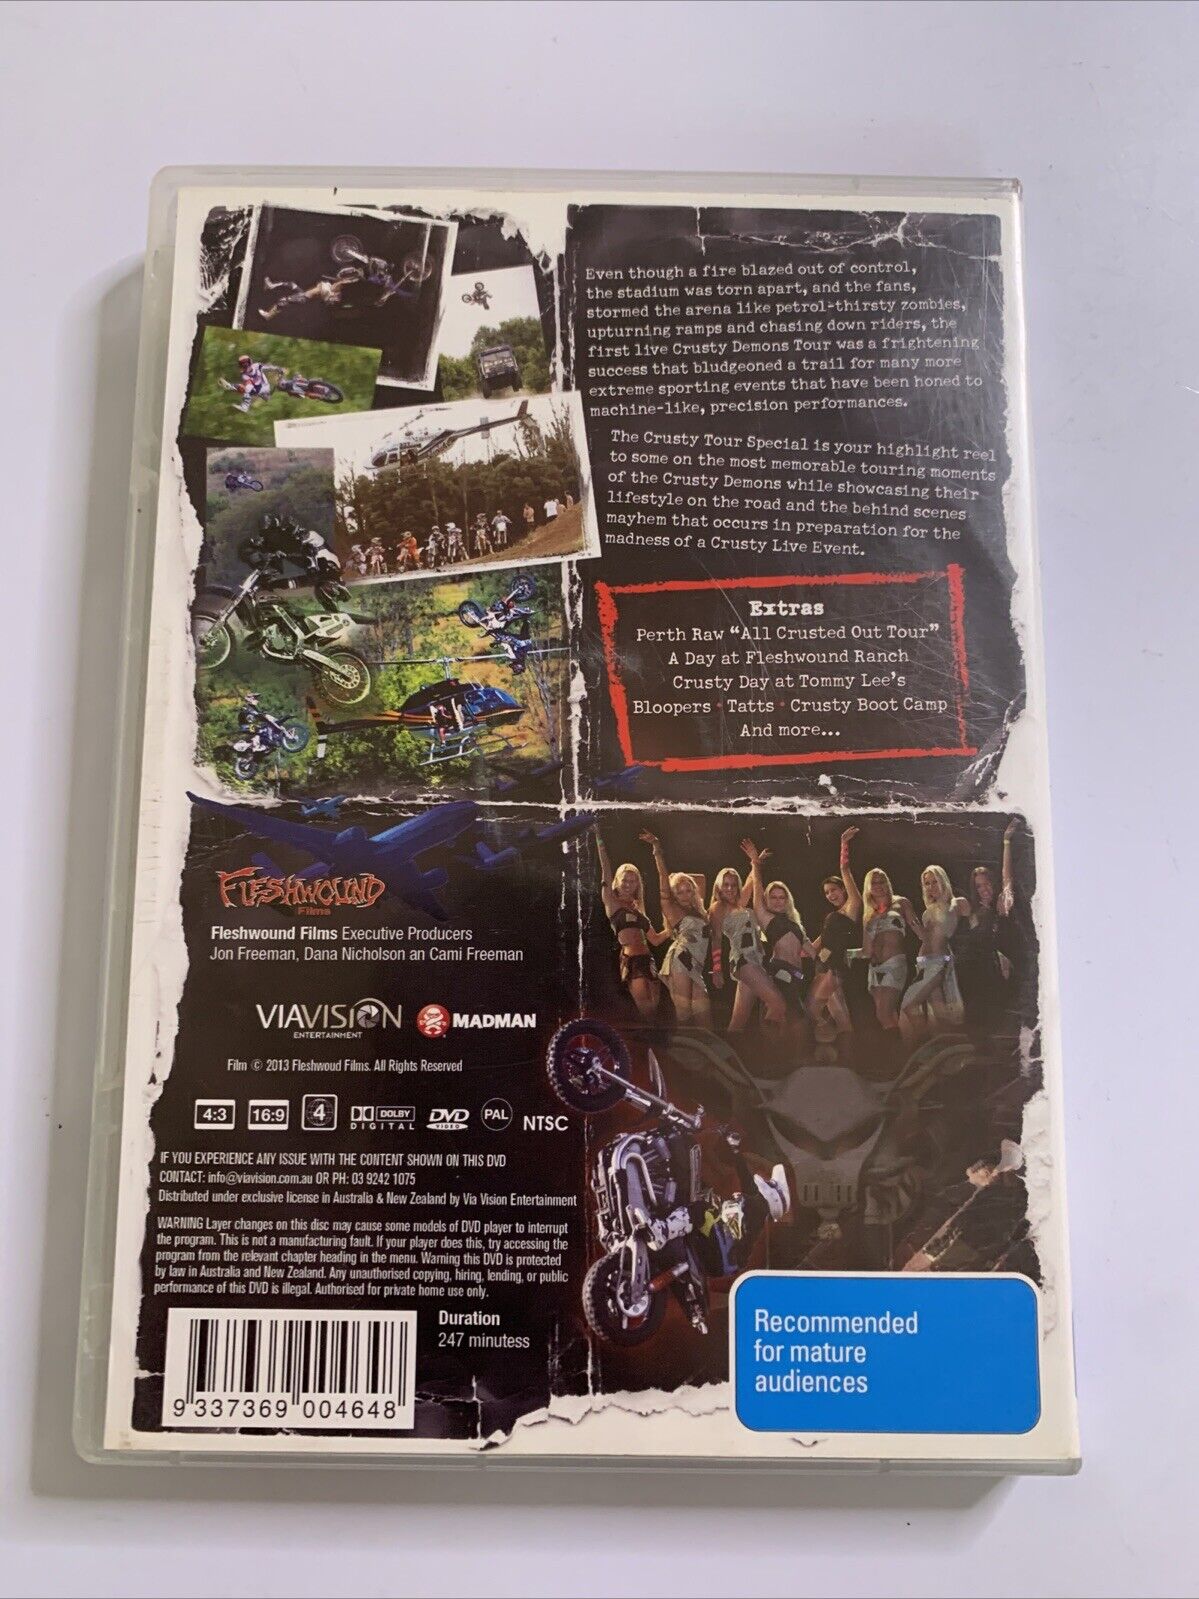 Even though a fire blazed out of control,
the stadium was torn apart, and the fans,
stormed the arena like petrol-thirsty zombies,
upturning ramps and chasing down riders, the
first live Crusty Demons Tour was a frightening
success that bludgeoned a trail for many more
extreme sporting events that have been honed to
machine-like, precision performances.
The Crusty Tour Special is your highlight reel
to some on the most memorable touring moments
of the Crusty Demons while showcasing their
lifestyle on the road and the behind scenes
mayhem that occurs in preparation for the
madness of a Crusty Live Event.
Extras
Perth Raw “All Crusted Out Tour”
A Day at Fleshwound Ranch
Crusty Day at Tommy Lee's
Bloopers • Tatts • Crusty Boot Camp
And more...
FLESHWOUND
Films
Fleshwound Films Executive Producers
Jon Freeman, Dana Nicholson an Cami Freeman
VIAVISION
ENTERTAINMENT
MADMAN
Film © 2013 Fleshwoud Films. All Rights Reserved
4:3 16:9 4 DOLBY DIGITAL DVD VIDEO PAL NTSC
IF YOU EXPERIENCE ANY ISSUE WITH THE CONTENT SHOWN ON THIS DVD
CONTACT: info@viavision.com.au OR PH: 03 9242 1075
Distributed under exclusive license in Australia & New Zealand by Via Vision Entertainment
WARNING Layer changes on this disc may cause some models of DVD player to interrupt
the program. This is not a manufacturing fault. If your player does this, try accessing the
program from the relevant chapter heading in the menu. Warning this DVD is protected
by law in Australia and New Zealand. Any unauthorised copying, hiring, lending, or public
performance of this DVD is illegal. Authorised for private home use only.
Duration
247 minutess
9 337369 004648
Recommended
for mature
audiences